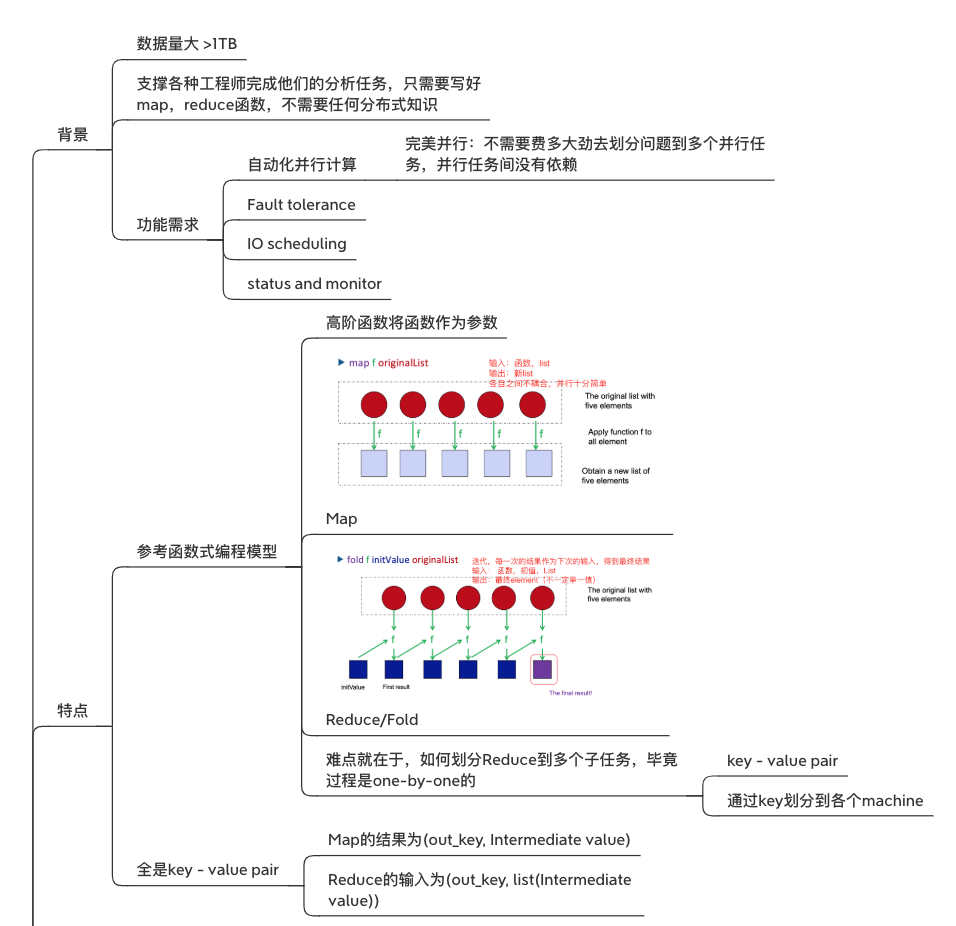 数据量大 >1TB
支撑各种工程师完成他们的分析任务，只需要写好
map，reduce函数，不需要任何分布式知识
背景
完美并行：不需要费多大劲去划分问题到多个并行任
务，并行任务间没有依赖
自动化并行计算
Fault tolerance
功能需求
IO scheduling
status and monitor
高阶函数将函数作为参数
map f originalList
输入：函数，list
输出：新list
各自之间不耦合，并行十分简单
The original list with
five elements
f f f f f
Apply function f to
all element
Obtain a new list of
five elements
Map
参考函数式编程模型
fold f initValue originalList
迭代，每一次的结果作为下次的输入，得到最终结果
输入：函数，初值，List
输出：最终element（不一定单一值）
The original list with
five elements
f f f f f
initValue
First result
The final result!
特点
Reduce/Fold
难点就在于，如何划分Reduce到多个子任务，毕竟
过程是one-by-one的
key - value pair
通过key划分到各个machine
Map的结果为(out_key, Intermediate value)
全是key - value pair
Reduce的输入为(out_key, list(Intermediate
value))